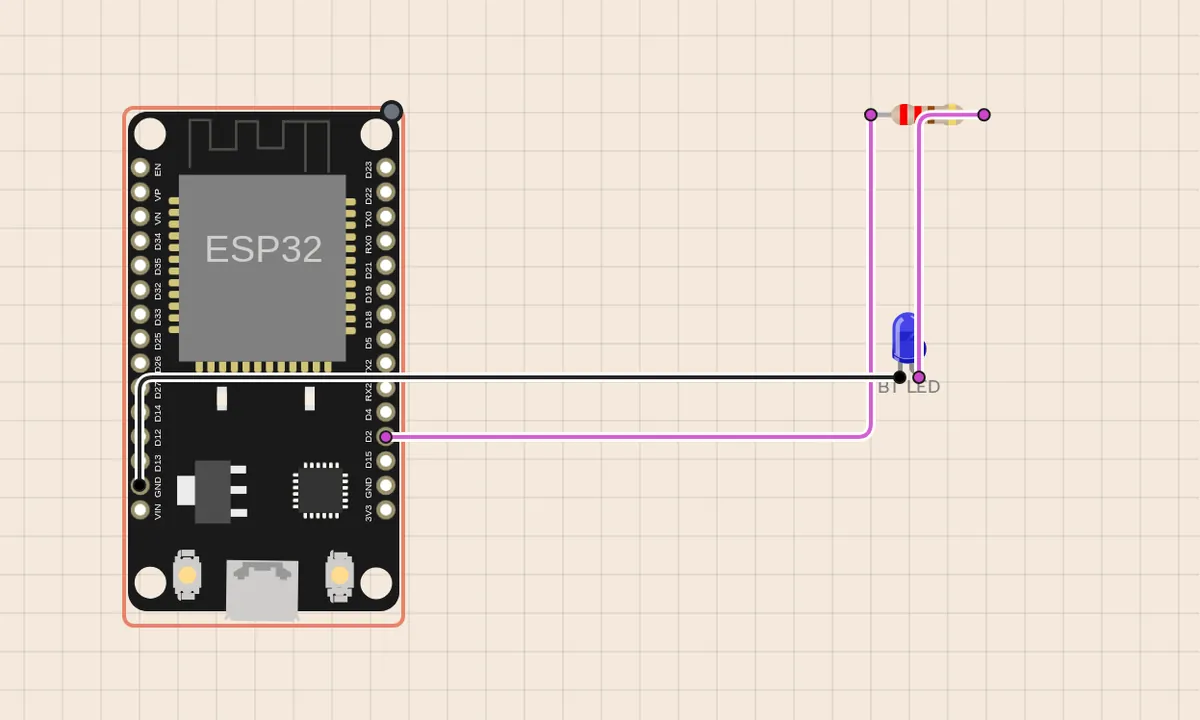 ESP32
EN
VP
VN
D34
D35
D32
D33
D25
D26
D27
D14
D12
D13
GND
VIN
D23
D22
TX0
RX0
D21
D19
D18
D5
X2
RX2
D4
D2
D15
GND
3V3
BT LED